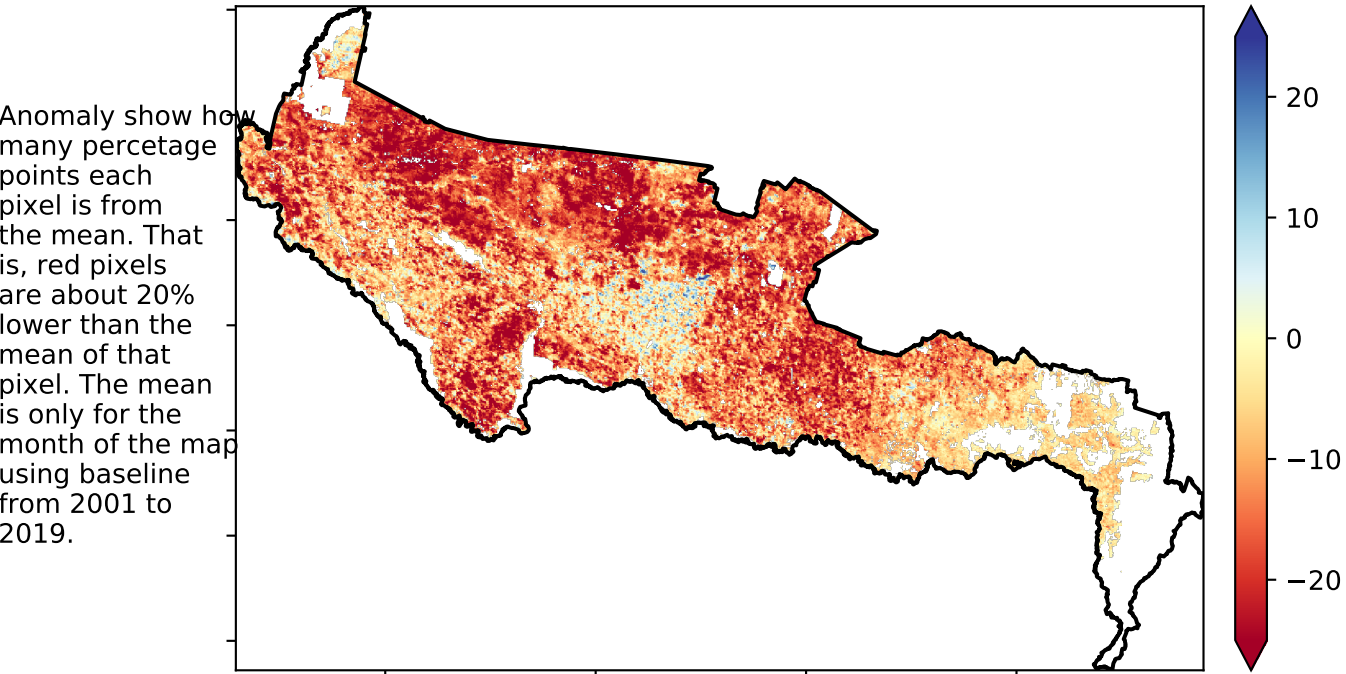 Anomaly show how
many percetage
points each
pixel is from
the mean. That
is, red pixels
are about 20%
lower than the
mean of that
pixel. The mean
is only for the
month of the map
using baseline
from 2001 to
2019.
20
10
0
−10
−20